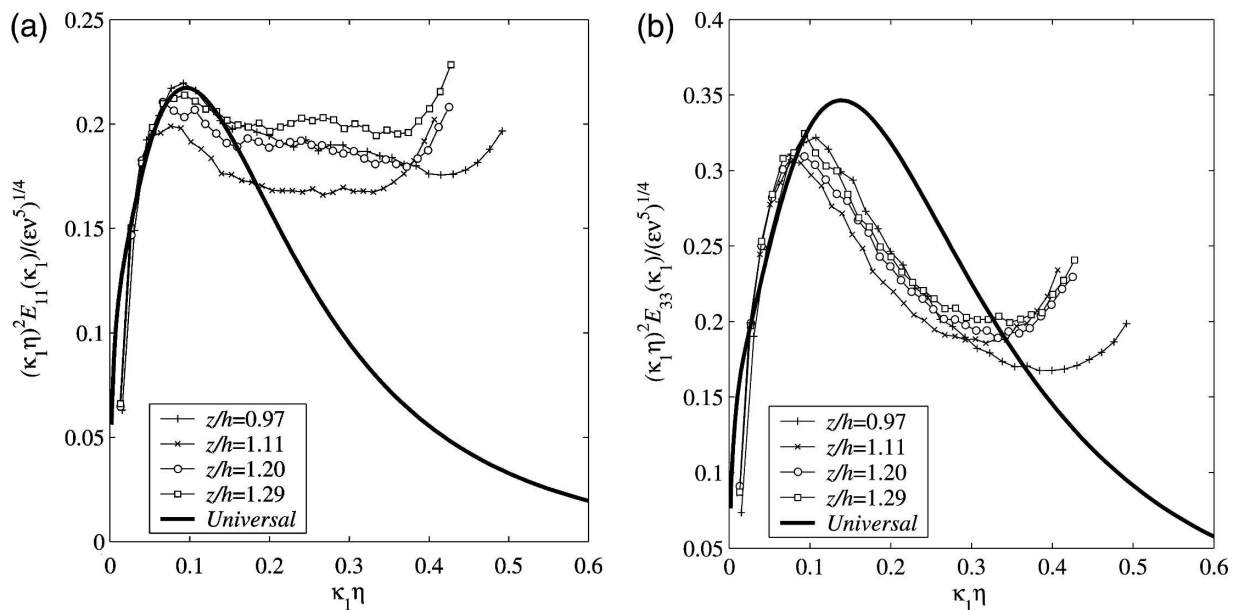 (a)
0.25
0.2
0.15
0.1
0.05
0
(κ₁η)²E₁₁(κ₁)/(εν⁵)¹/⁴
z/h=0.97
z/h=1.11
z/h=1.20
z/h=1.29
Universal
0 0.1 0.2 0.3 0.4 0.5 0.6
κ₁η
(b)
0.4
0.35
0.3
0.25
0.2
0.15
0.1
0.05
(κ₁η)²E₃₃(κ₁)/(εν⁵)¹/⁴
z/h=0.97
z/h=1.11
z/h=1.20
z/h=1.29
Universal
0 0.1 0.2 0.3 0.4 0.5 0.6
κ₁η